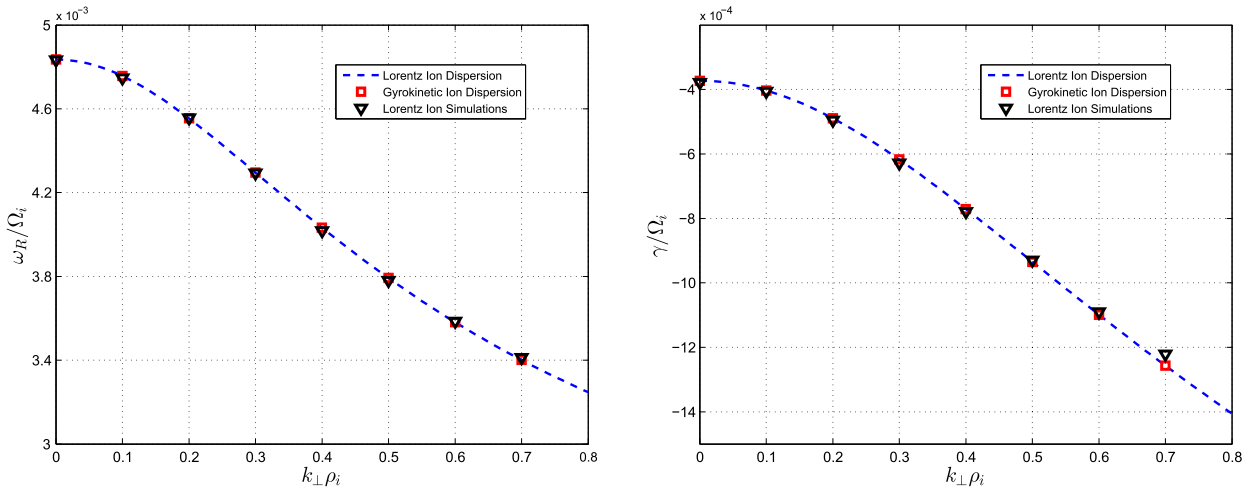 x 10⁻³
5
4.6
4.2
3.8
3.4
3
ω_R/Ω_i
Lorentz Ion Dispersion
Gyrokinetic Ion Dispersion
Lorentz Ion Simulations
0 0.1 0.2 0.3 0.4 0.5 0.6 0.7 0.8
k_⊥ρ_i
x 10⁻⁴
−4
−6
−8
−10
−12
−14
γ/Ω_i
Lorentz Ion Dispersion
Gyrokinetic Ion Dispersion
Lorentz Ion Simulations
0 0.1 0.2 0.3 0.4 0.5 0.6 0.7 0.8
k_⊥ρ_i